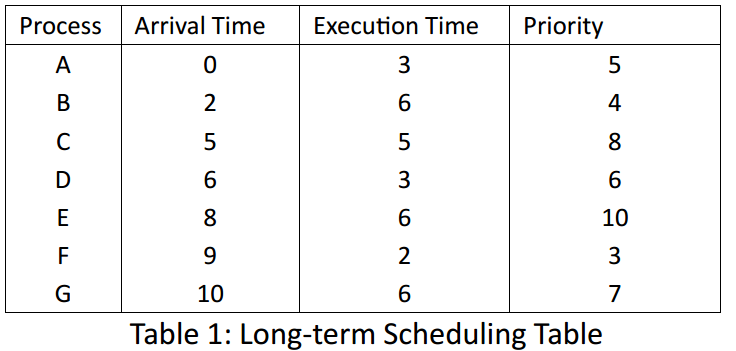 Process Arrival Time Execution Time Priority
A 0 3 5
B 2 6 4
C 5 5 8
D 6 3 6
E 8 6 10
F 9 2 3
G 10 6 7
Table 1: Long-term Scheduling Table